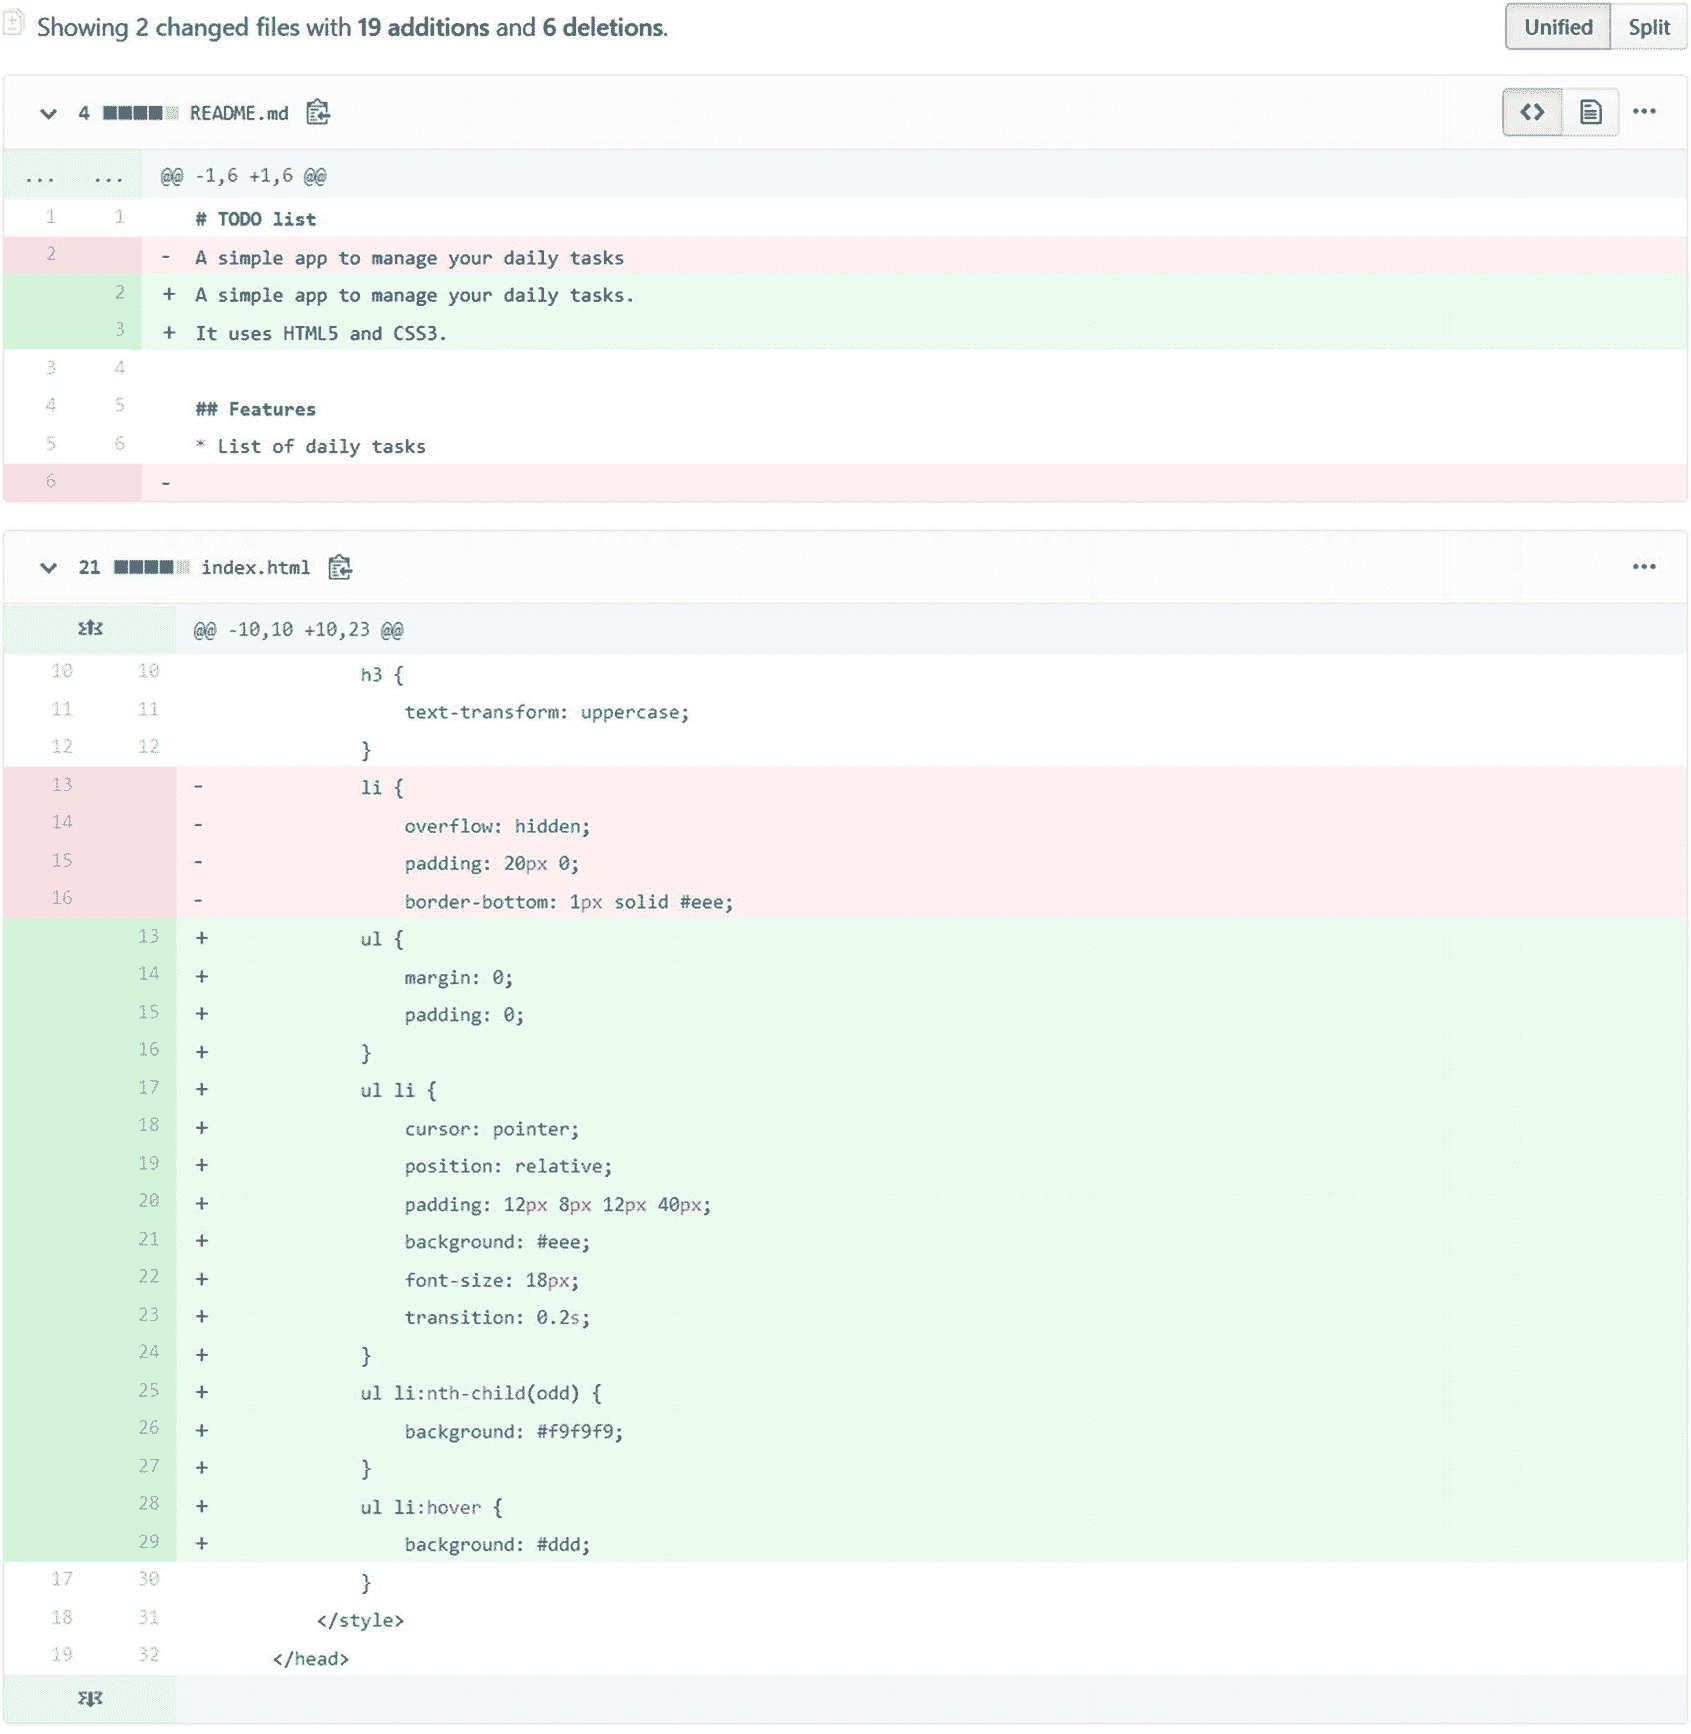 Showing 2 changed files with 19 additions and 6 deletions.
Unified Split
4 README.md
... ... @@ -1,6 +1,6 @@
1 1 # TODO list
2 - A simple app to manage your daily tasks
2 + A simple app to manage your daily tasks.
3 + It uses HTML5 and CSS3.
3 4
4 5 ## Features
5 6 * List of daily tasks
6 -
21 index.html
@@ -10,10 +10,23 @@
10 10 h3 {
11 11 text-transform: uppercase;
12 12 }
13 - li {
14 - overflow: hidden;
15 - padding: 20px 0;
16 - border-bottom: 1px solid #eee;
13 + ul {
14 + margin: 0;
15 + padding: 0;
16 + }
17 + ul li {
18 + cursor: pointer;
19 + position: relative;
20 + padding: 12px 8px 12px 40px;
21 + background: #eee;
22 + font-size: 18px;
23 + transition: 0.2s;
24 + }
25 + ul li:nth-child(odd) {
26 + background: #f9f9f9;
27 + }
28 + ul li:hover {
29 + background: #ddd;
17 30 }
18 31 </style>
19 32 </head>